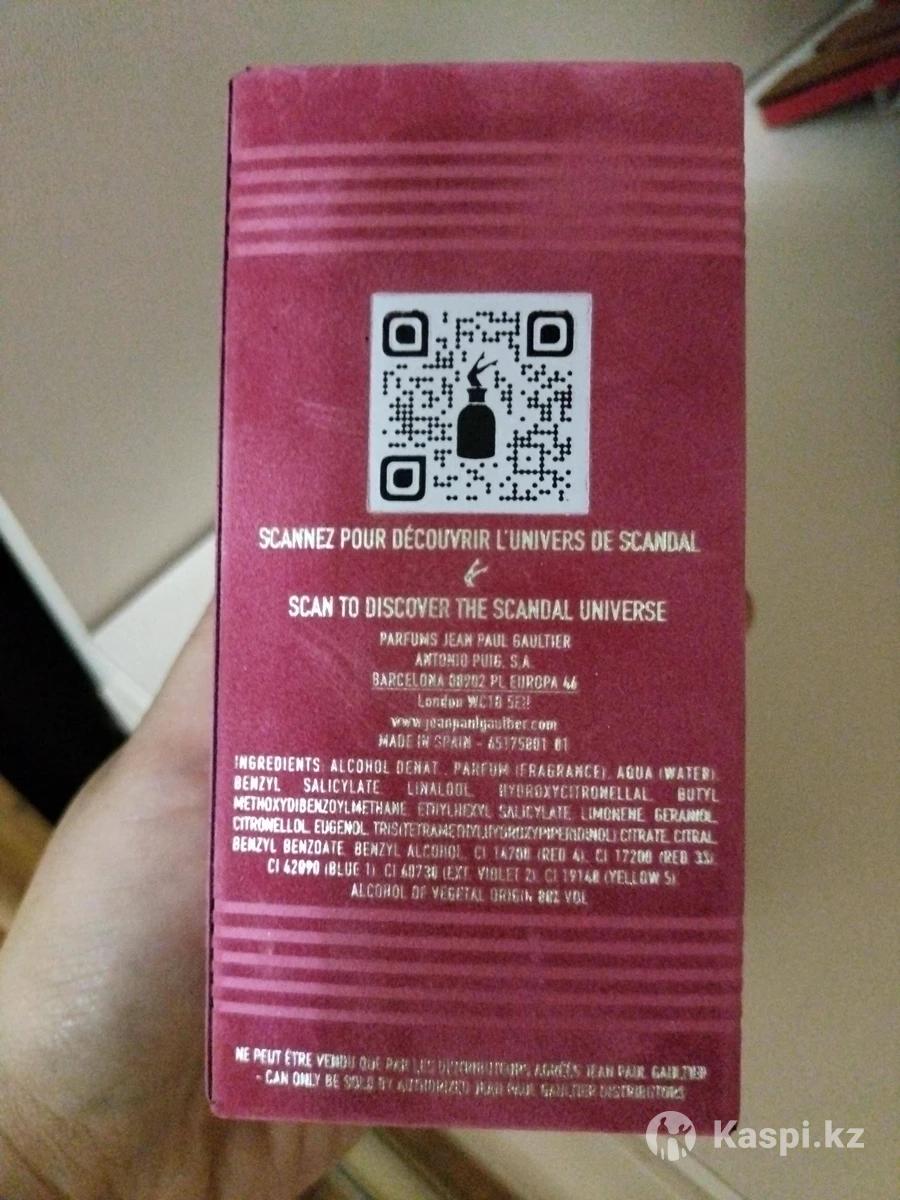 SCANNEZ POUR DÉCOUVRIR L'UNIVERS DE SCANDAL
SCAN TO DISCOVER THE SCANDAL UNIVERSE
PARFUMS JEAN PAUL GAULTIER
ANTONIO PUIG, S.A.
BARCELONA 08902 PL EUROPA 46
London WC1B 5EH
www.jeanpaulgaultier.com
MADE IN SPAIN - 65175801 01
INGREDIENTS: ALCOHOL DENAT., PARFUM (FRAGRANCE), AQUA (WATER),
BENZYL SALICYLATE, LINALOOL, HYDROXYCITRONELLAL, BUTYL
METHOXYDIBENZOYLMETHANE, ETHYLHEXYL SALICYLATE, LIMONENE, GERANIOL,
CITRONELLOL, EUGENOL, TRIS(TETRAMETHYLHYDROXYPIPERIDINOL) CITRATE, CITRAL,
BENZYL BENZOATE, BENZYL ALCOHOL, CI 14700 (RED 4), CI 17200 (RED 33),
CI 42090 (BLUE 1), CI 60730 (EXT. VIOLET 2), CI 19140 (YELLOW 5).
ALCOHOL OF VEGETAL ORIGIN 80% VOL
NE PEUT ÊTRE VENDU QUE PAR LES DISTRIBUTEURS AGRÉÉS JEAN PAUL GAULTIER
- CAN ONLY BE SOLD BY AUTHORIZED JEAN PAUL GAULTIER DISTRIBUTORS
Kaspi.kz